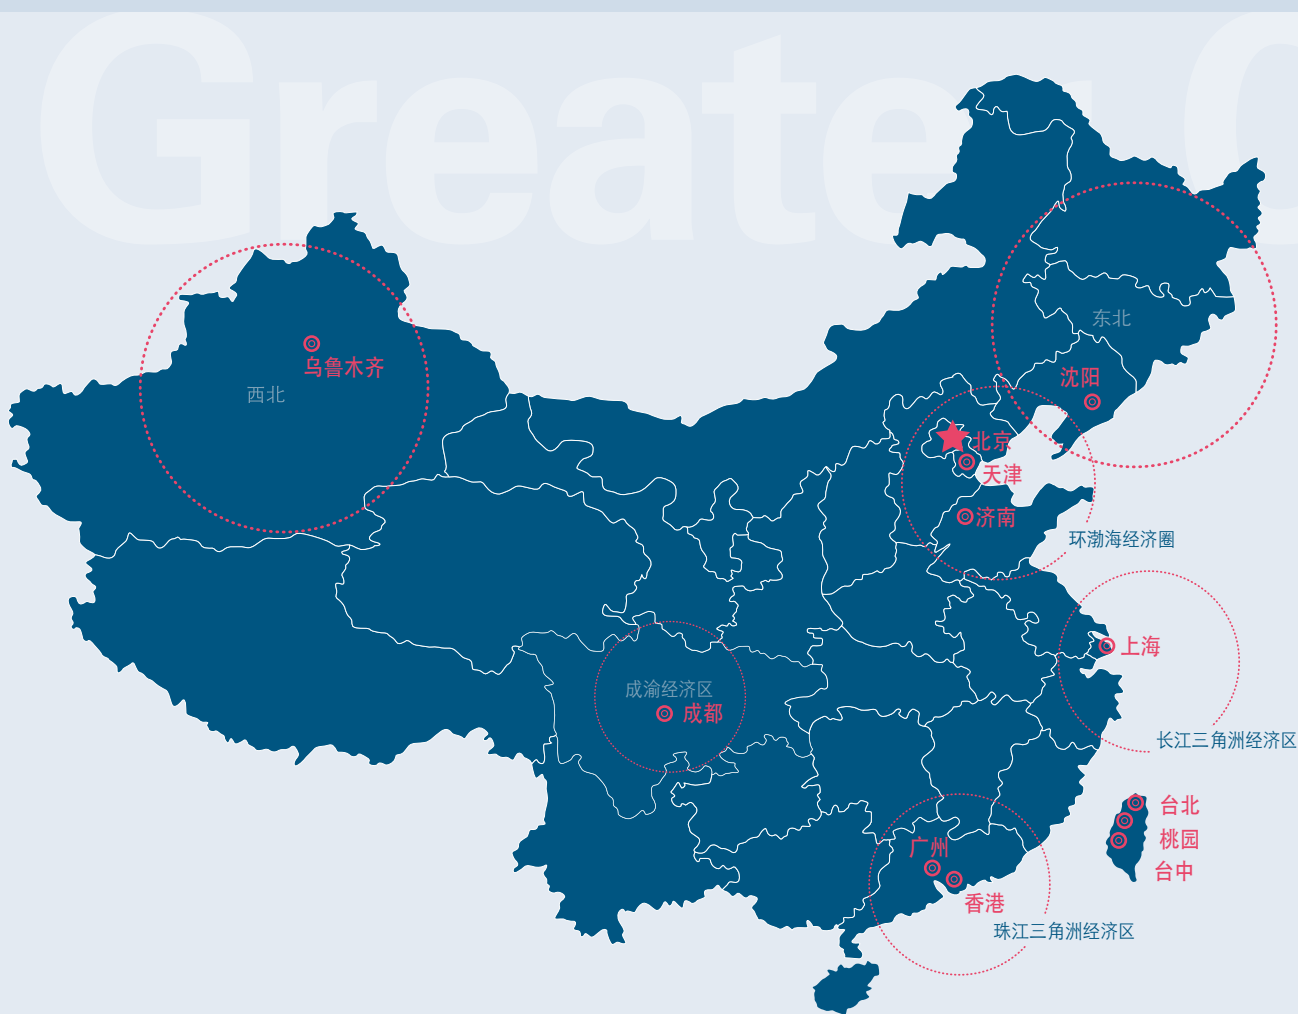 Greater C
东北
乌鲁木齐
西北
沈阳
北京
天津
济南
环渤海经济圈
上海
成渝经济区
成都
长江三角洲经济区
台北
桃园
台中
广州
香港
珠江三角洲经济区